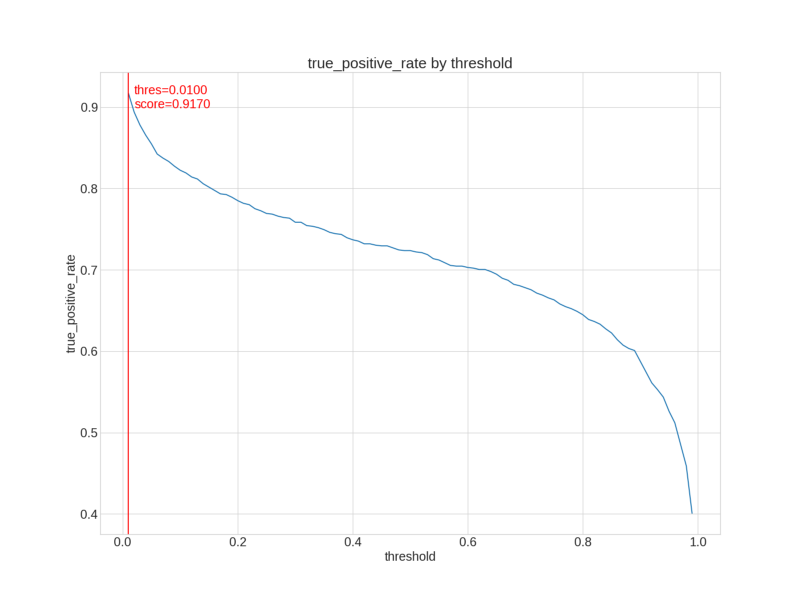 true_positive_rate by threshold
thres=0.0100
score=0.9170
0.9
0.8
0.7
0.6
0.5
0.4
true_positive_rate
0.0 0.2 0.4 0.6 0.8 1.0
threshold